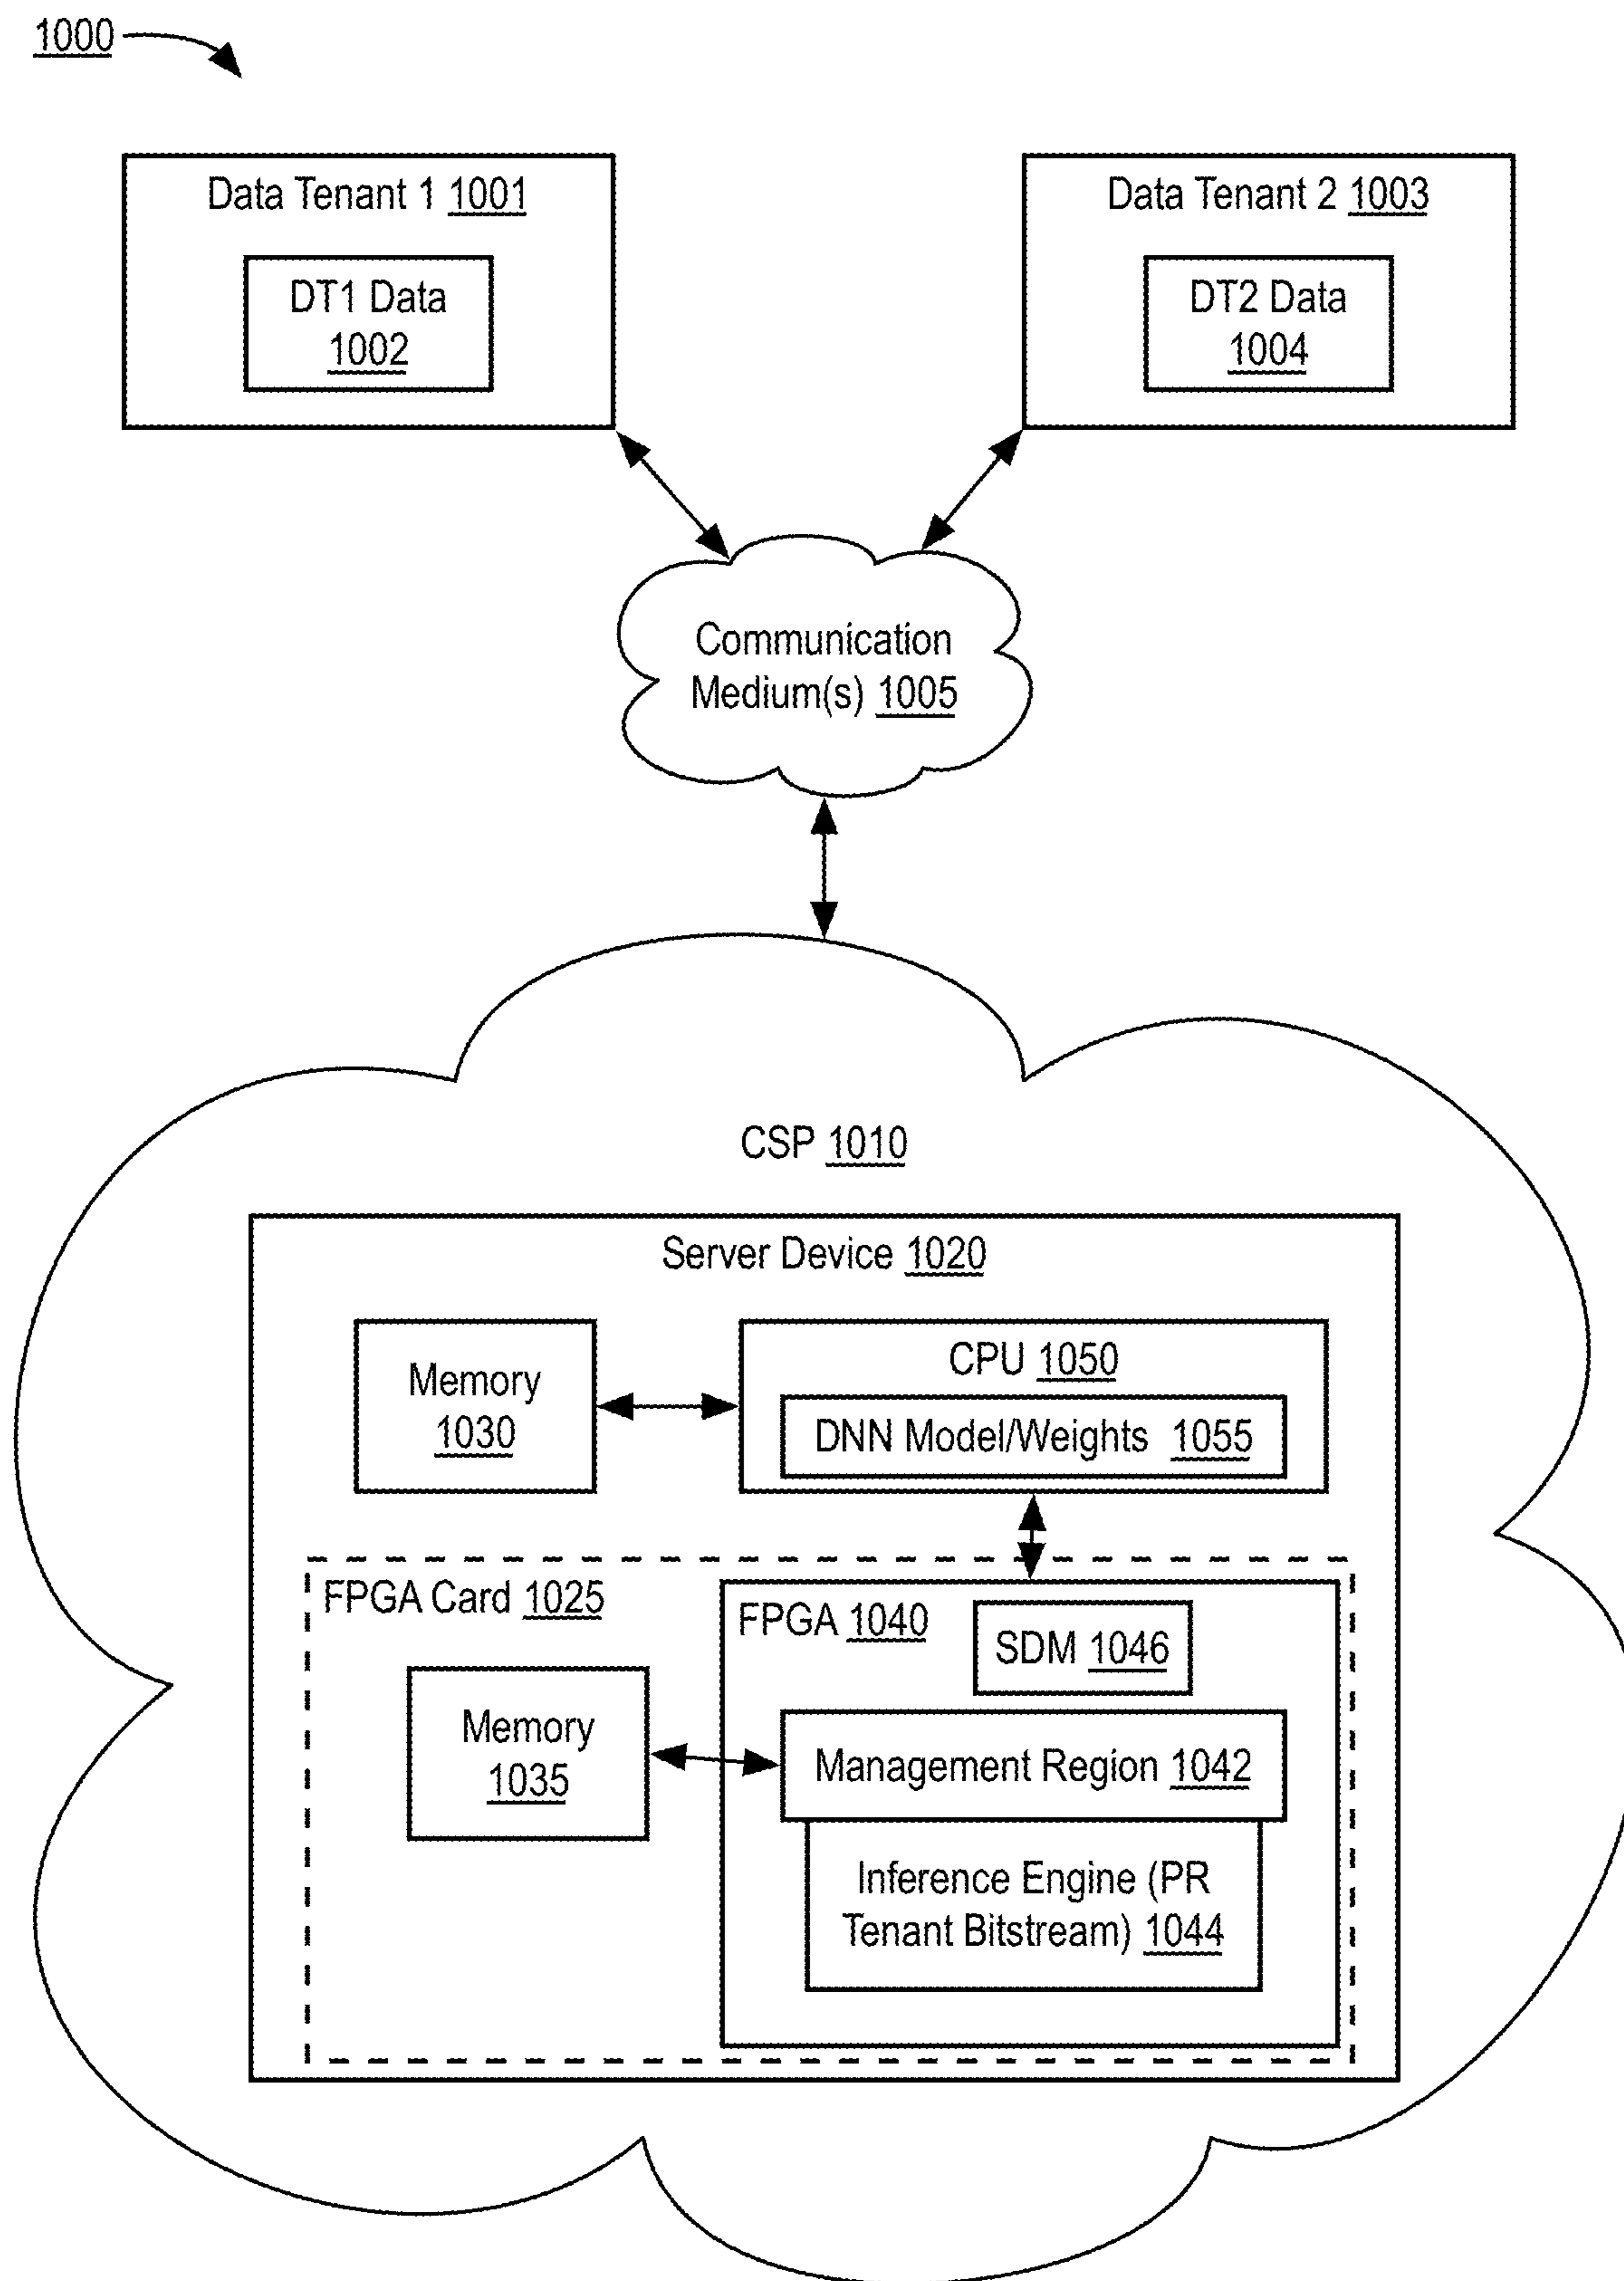 1000
Data Tenant 1 1001
DT1 Data
1002
Data Tenant 2 1003
DT2 Data
1004
Communication
Medium(s) 1005
CSP 1010
Server Device 1020
Memory
1030
CPU 1050
DNN Model/Weights 1055
FPGA Card 1025
FPGA 1040
SDM 1046
Memory
1035
Management Region 1042
Inference Engine (PR
Tenant Bitstream) 1044